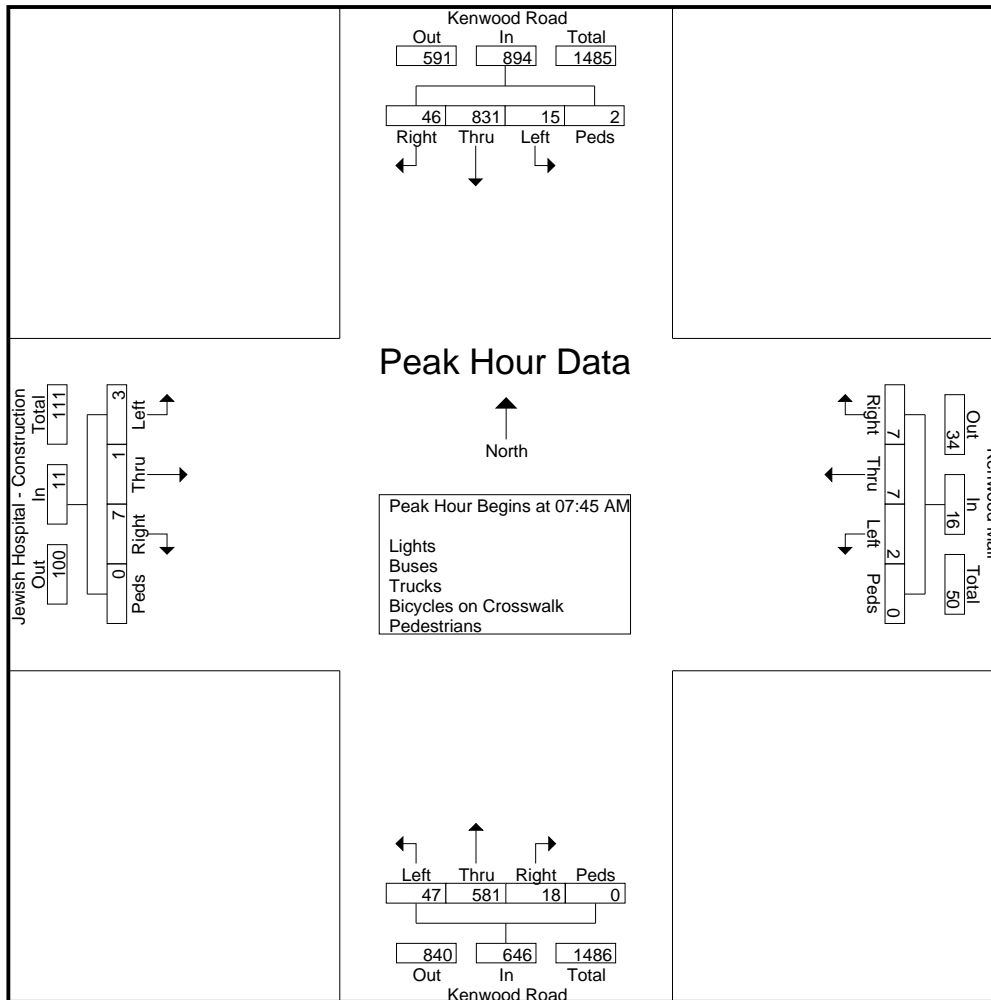 Kenwood Road
Out In Total
591 894 1485
46 831 15 2
Right Thru Left Peds
Peak Hour Data
North
Peak Hour Begins at 07:45 AM
Lights
Buses
Trucks
Bicycles on Crosswalk
Pedestrians
Jewish Hospital - Construction
Out In Total
100 11 111
3 1 7 0
Left Thru Right Peds
Out In Total
34 16 50
7 7 2 0
Right Thru Left Peds
Left Thru Right Peds
47 581 18 0
840 646 1486
Out In Total
Kenwood Road